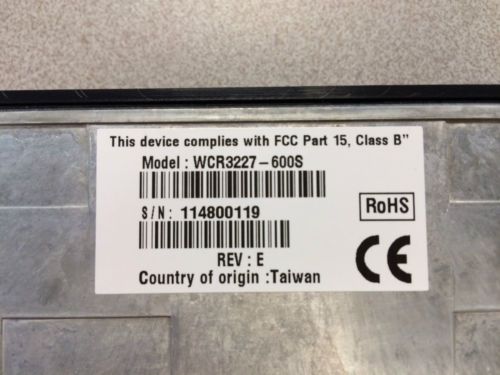 This device complies with FCC Part 15, Class B"
Model : WCR3227-600S
S/N: 114800119
RoHS
REV : E
CE
Country of origin :Taiwan